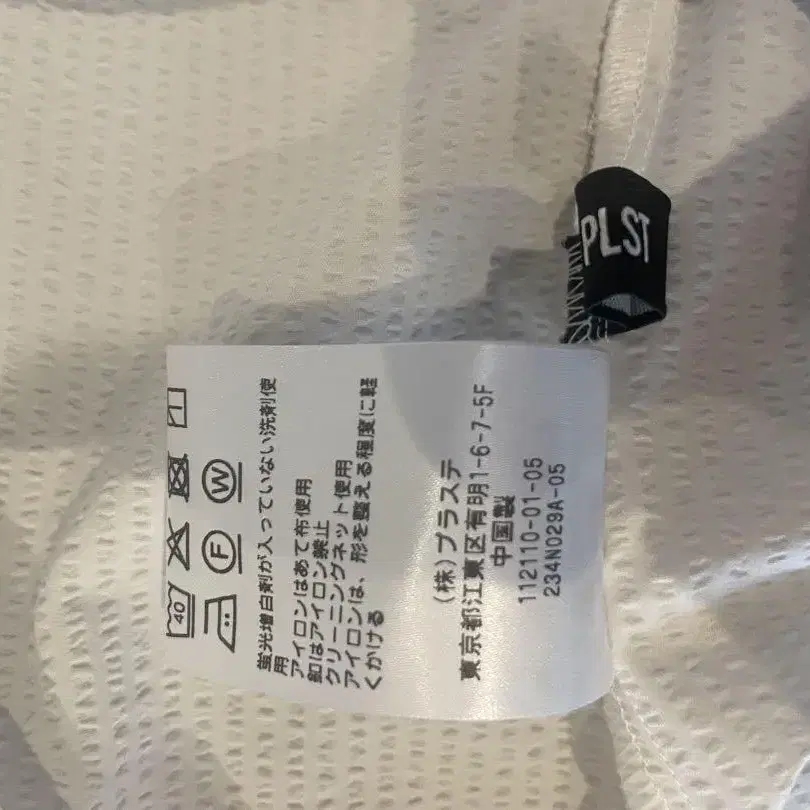 PLST
40
F W
蛍光増白剤が入っていない洗剤使
用
アイロンはあて布使用
釦はアイロン禁止
クリーニングネット使用
アイロンは、形を整える程度に軽
くかける
(株)プラステ
東京都江東区有明1-6-7-5F
中国製
112110-01-05
234N029A-05